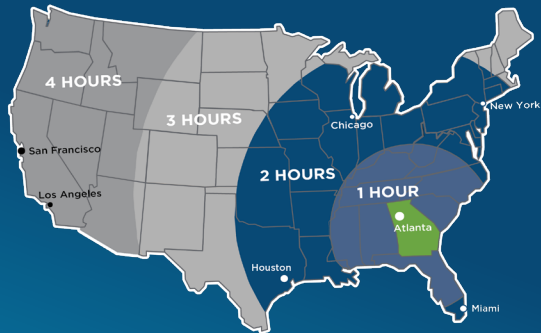 4 HOURS
3 HOURS
2 HOURS
1 HOUR
New York
Chicago
San Francisco
Los Angeles
Atlanta
Houston
Miami